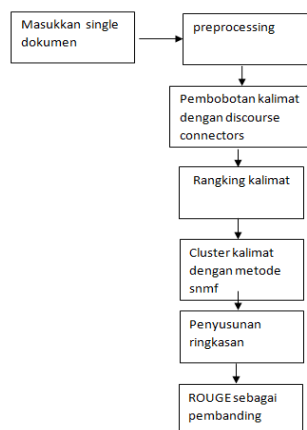 Masukkan single
dokumen
preprocessing
Pembobotan kalimat
dengan discourse
connectors
Rangking kalimat
Cluster kalimat
dengan metode
snmf
Penyusunan
ringkasan
ROUGE sebagai
pembanding